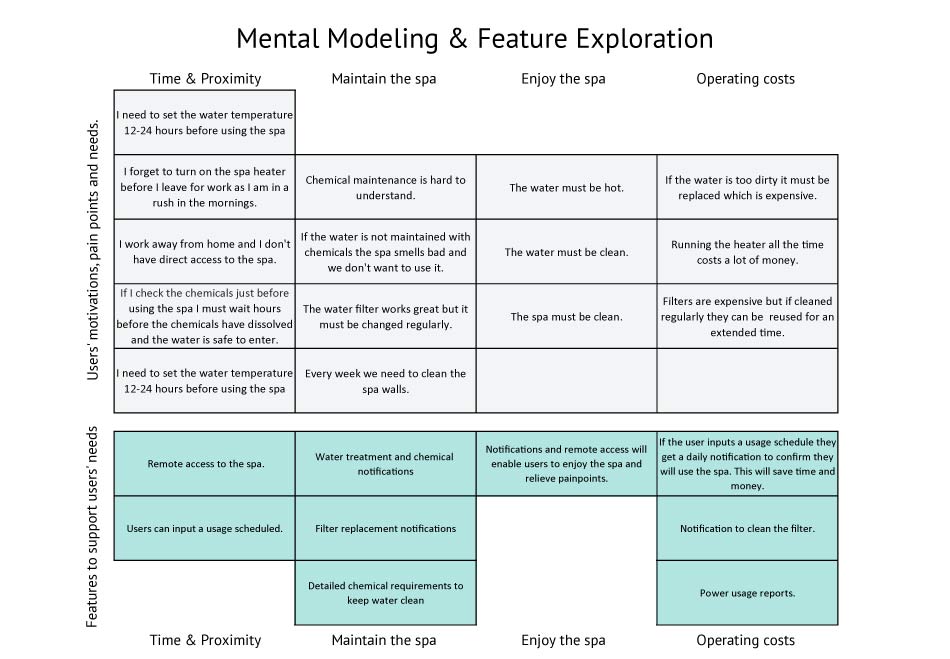 Mental Modeling & Feature Exploration
Time & Proximity
Maintain the spa
Enjoy the spa
Operating costs
Users' motivations, pain points and needs.
I need to set the water temperature
12-24 hours before using the spa
I forget to turn on the spa heater
before I leave for work as I am in a
rush in the mornings.
Chemical maintenance is hard to
understand.
The water must be hot.
If the water is too dirty it must be
replaced which is expensive.
I work away from home and I don't
have direct access to the spa.
If the water is not maintained with
chemicals the spa smells bad and
we don't want to use it.
The water must be clean.
Running the heater all the time
costs a lot of money.
If I check the chemicals just before
using the spa I must wait hours
before the chemicals have dissolved
and the water is safe to enter.
The water filter works great but it
must be changed regularly.
The spa must be clean.
Filters are expensive but if cleaned
regularly they can be  reused for an
extended time.
I need to set the water temperature
12-24 hours before using the spa
Every week we need to clean the
spa walls.
Features to support users' needs
Remote access to the spa.
Water treatment and chemical
notifications
Notifications and remote access will
enable users to enjoy the spa and
relieve painpoints.
If the user inputs a usage schedule they
get a daily notification to confirm they
will use the spa. This will save time and
money.
Users can input a usage scheduled.
Filter replacement notifications
Notification to clean the filter.
Detailed chemical requirements to
keep water clean
Power usage reports.
Time & Proximity
Maintain the spa
Enjoy the spa
Operating costs